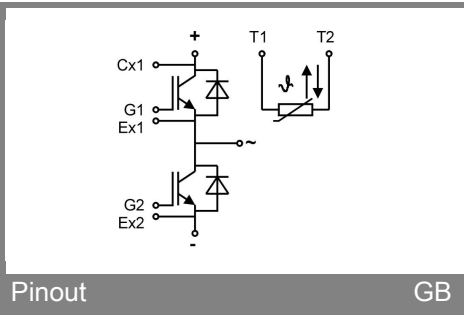 + T1 T2
Cx1
ϑ
G1
Ex1
~
G2
Ex2
-
Pinout GB